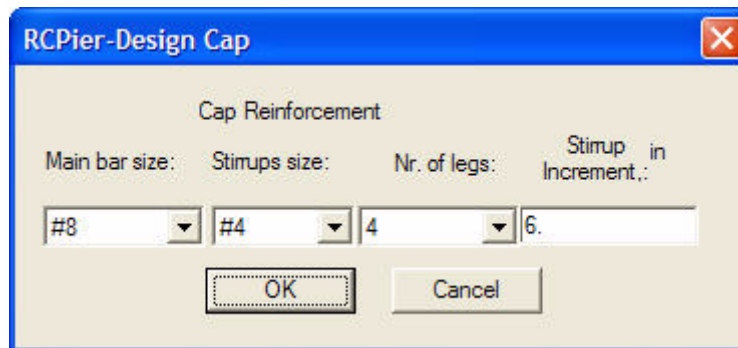 RCPier-Design Cap
Cap Reinforcement
Main bar size: Stirrups size: Nr. of legs: Stirrup in
Increment,:
#8 #4 4 6.
OK Cancel